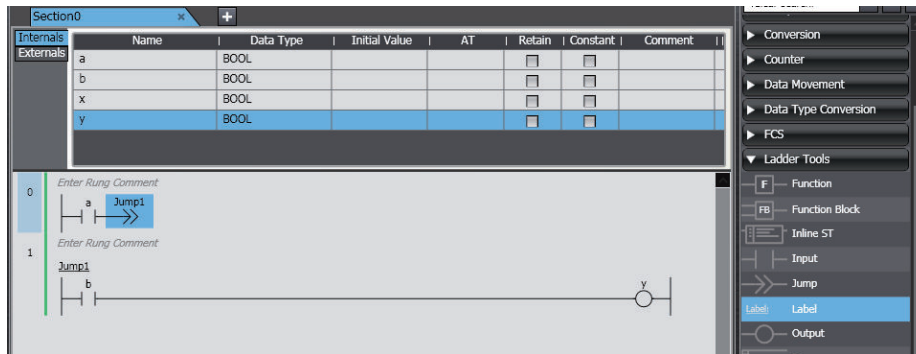 Section0 × +
Internals
Externals
Name Data Type Initial Value AT Retain Constant Comment
a BOOL
b BOOL
x BOOL
y BOOL
0
Enter Rung Comment
a Jump1
1
Enter Rung Comment
Jump1
b y
Conversion
Counter
Data Movement
Data Type Conversion
FCS
Ladder Tools
F Function
FB Function Block
Inline ST
Input
Jump
Label: Label
Output